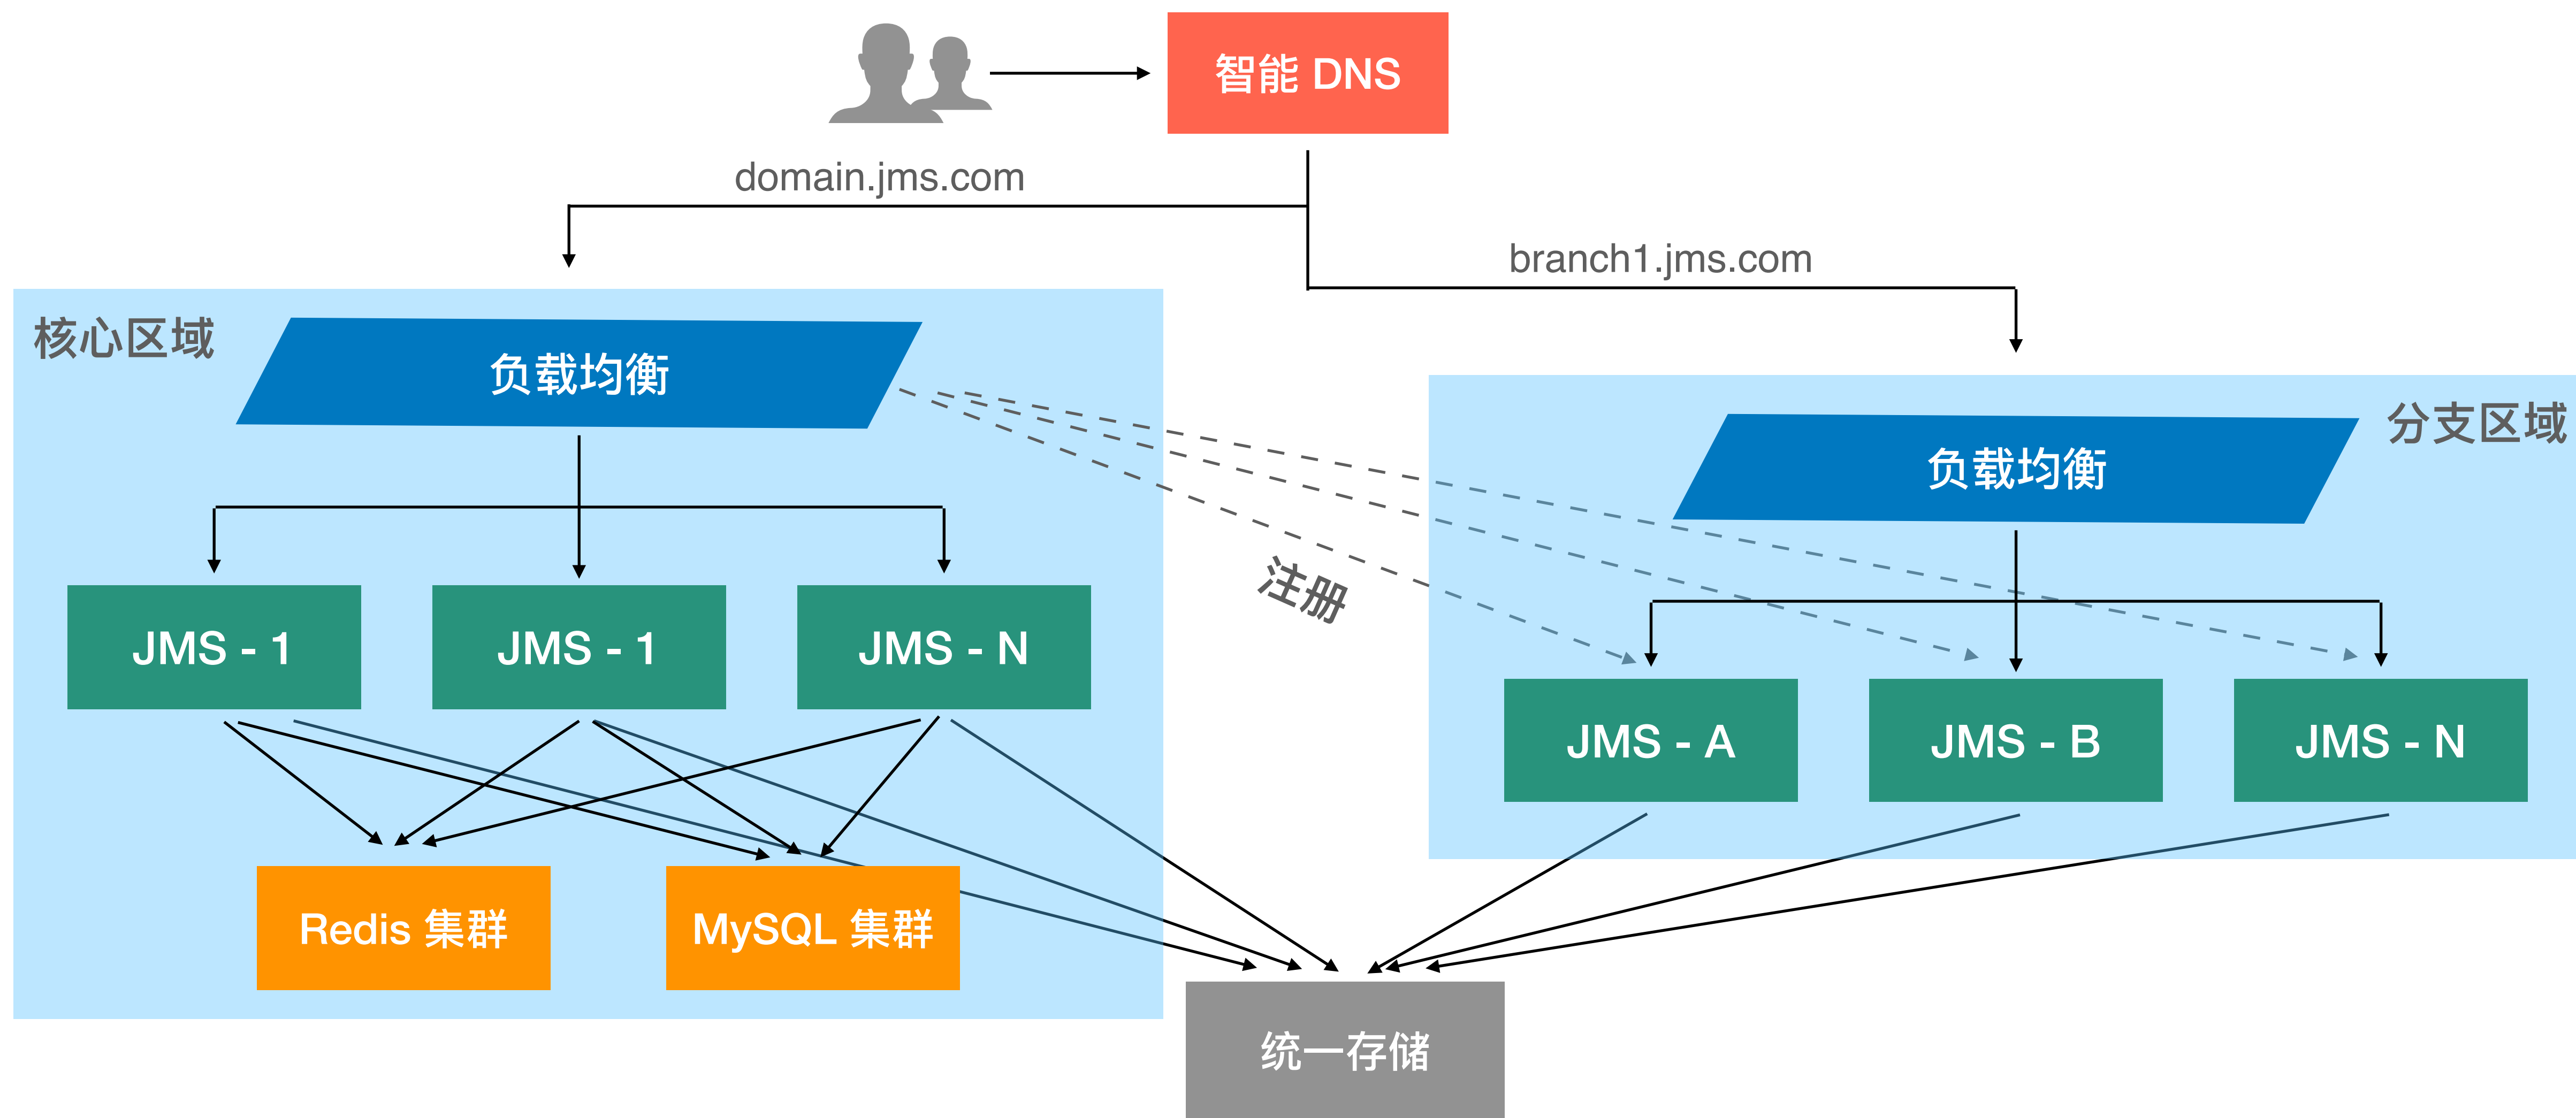 智能 DNS
domain.jms.com
branch1.jms.com
核心区域
负载均衡
分支区域
负载均衡
注册
JMS - 1
JMS - 1
JMS - N
JMS - A
JMS - B
JMS - N
Redis 集群
MySQL 集群
统一存储